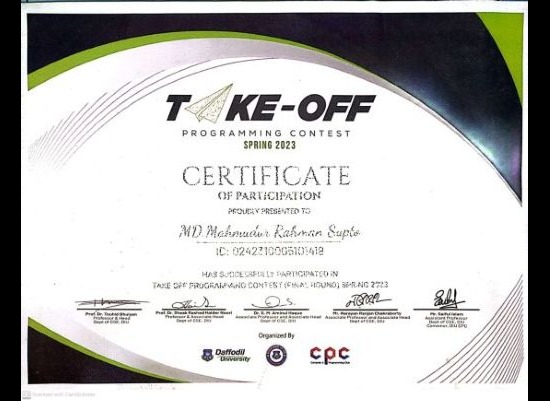 TAKE-OFF
PROGRAMMING CONTEST
SPRING 2023
CERTIFICATE
OF PARTICIPATION
PROUDLY PRESENTED TO
MD. Mahmudur Rahman Supto
ID: 0242310005101418
HAS SUCCESSFULLY PARTICIPATED IN
TAKE OFF PROGRAMMING CONTEST (FINAL ROUND) SPRING 2023
Prof. Dr. Touhid Bhuiyan
Professor & Head
Dept of CSE, DIU
Prof. Dr. Sheak Rashed Haider Noori
Professor & Associate Head
Dept of CSE, DIU
Dr. S. M. Aminul Haque
Associate Professor and Associate Head
Dept of CSE, DIU
Mr. Narayan Ranjan Chakraborty
Associate Professor and Associate Head
Dept of CSE, DIU
Mr. Saiful Islam
Assistant Professor
Dept of CSE, DIU
Convenor, DIU CPC
Organized By
Daffodil
University
cpc
Scanned with CamScanner